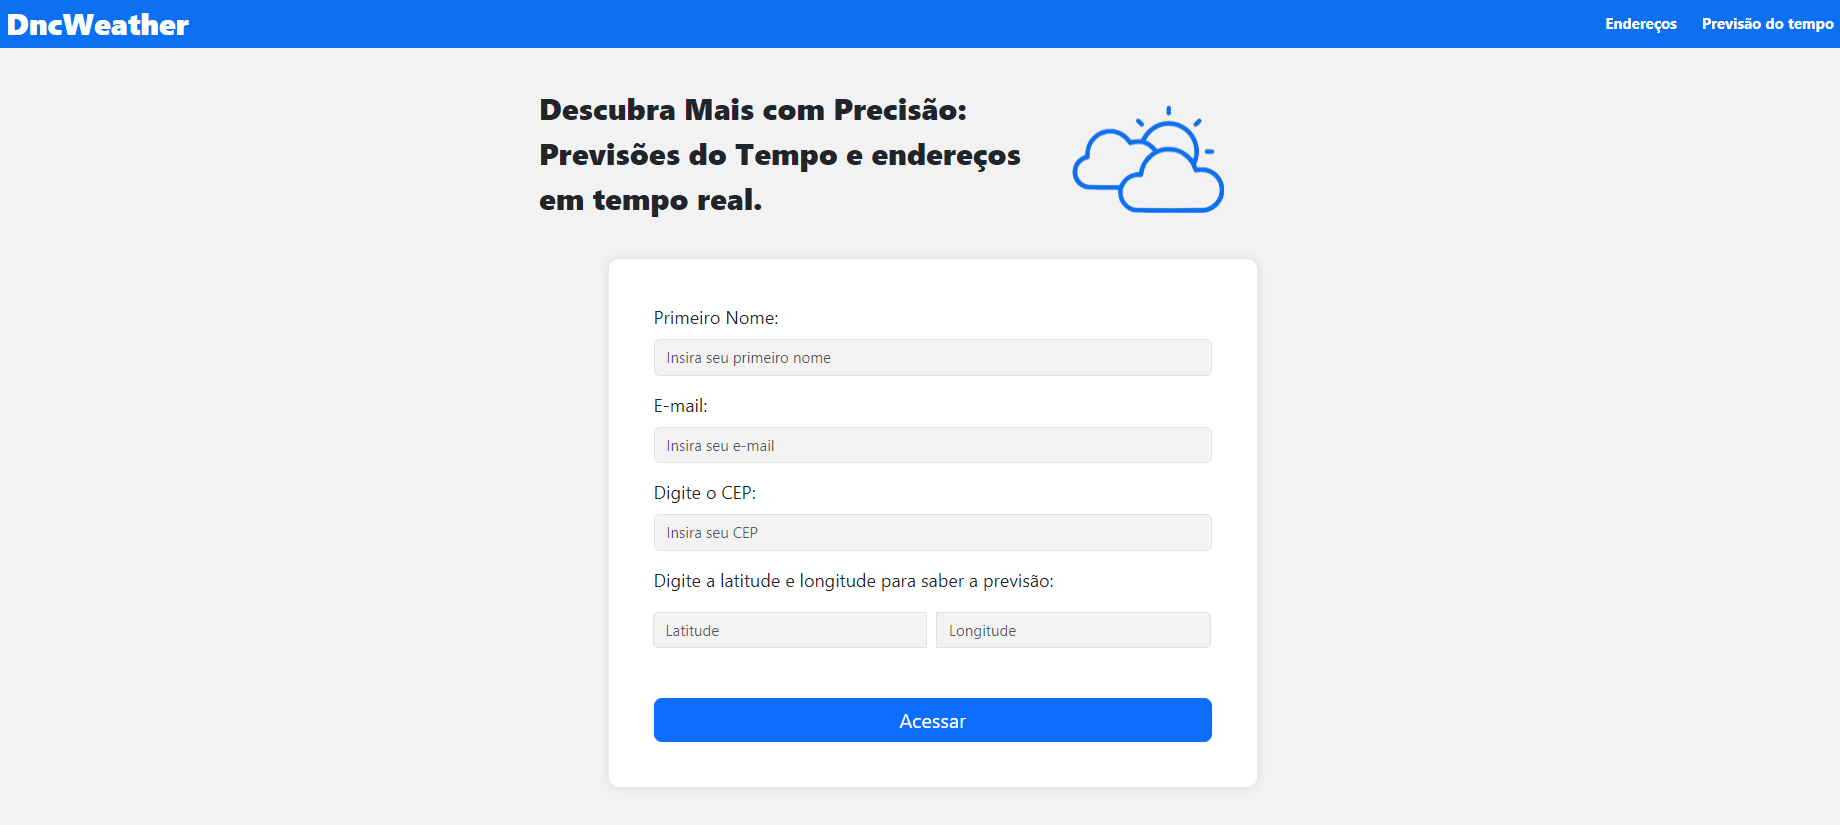 DncWeather
Endereços
Previsão do tempo
Descubra Mais com Precisão:
Previsões do Tempo e endereços
em tempo real.
Primeiro Nome:
Insira seu primeiro nome
E-mail:
Insira seu e-mail
Digite o CEP:
Insira seu CEP
Digite a latitude e longitude para saber a previsão:
Latitude
Longitude
Acessar